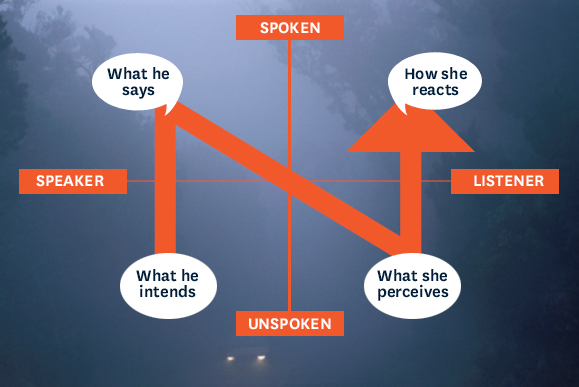 SPOKEN
What he
says
How she
reacts
SPEAKER
LISTENER
What he
intends
What she
perceives
UNSPOKEN